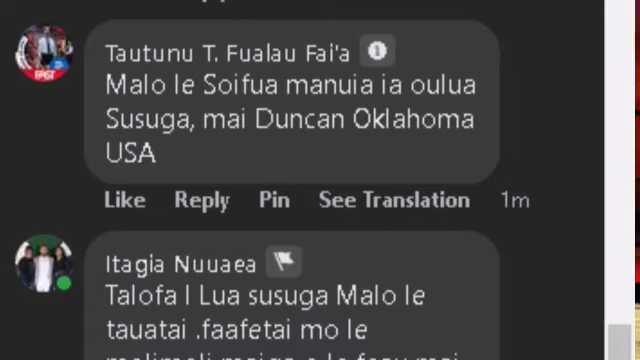 Tautunu T. Fualau Fai'a
Malo le Soifua manuia ia oulua
Susuga, mai Duncan Oklahoma
USA
Like Reply Pin See Translation 1m
Itagia Nuuaea
Talofa I Lua susuga Malo le
tauatai .faafetai mo le